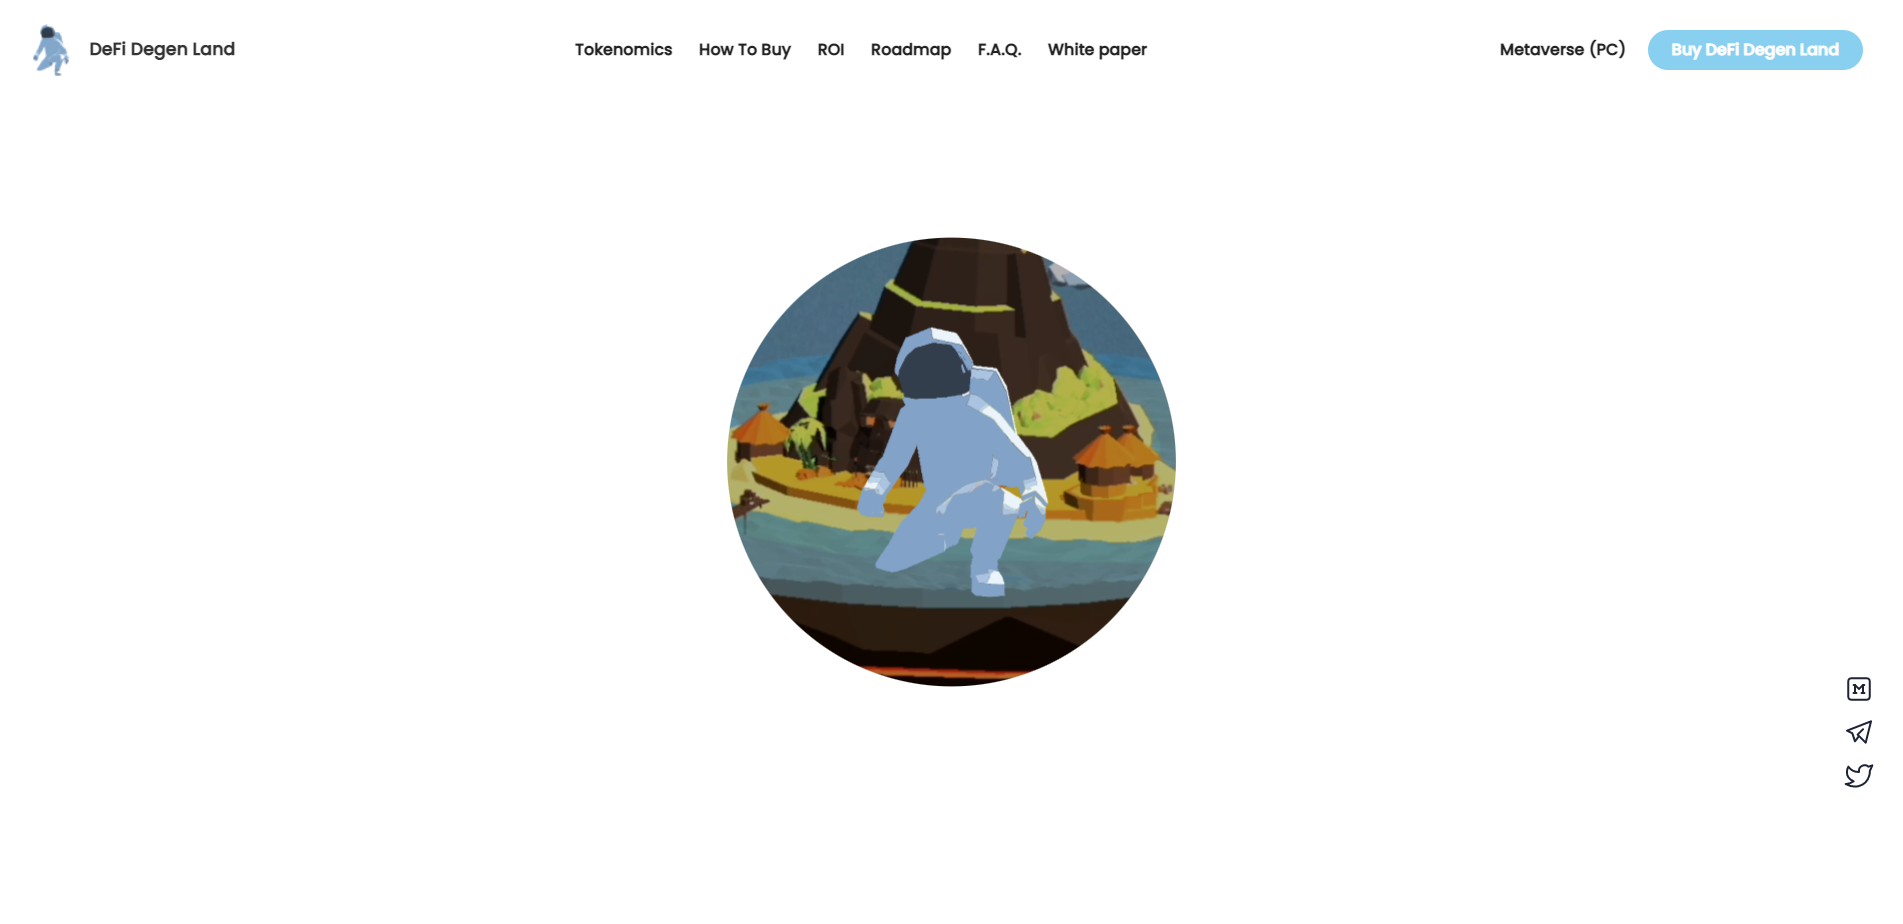 DeFi Degen Land
Tokenomics How To Buy ROI Roadmap F.A.Q. White paper
Metaverse (PC) Buy DeFi Degen Land
M